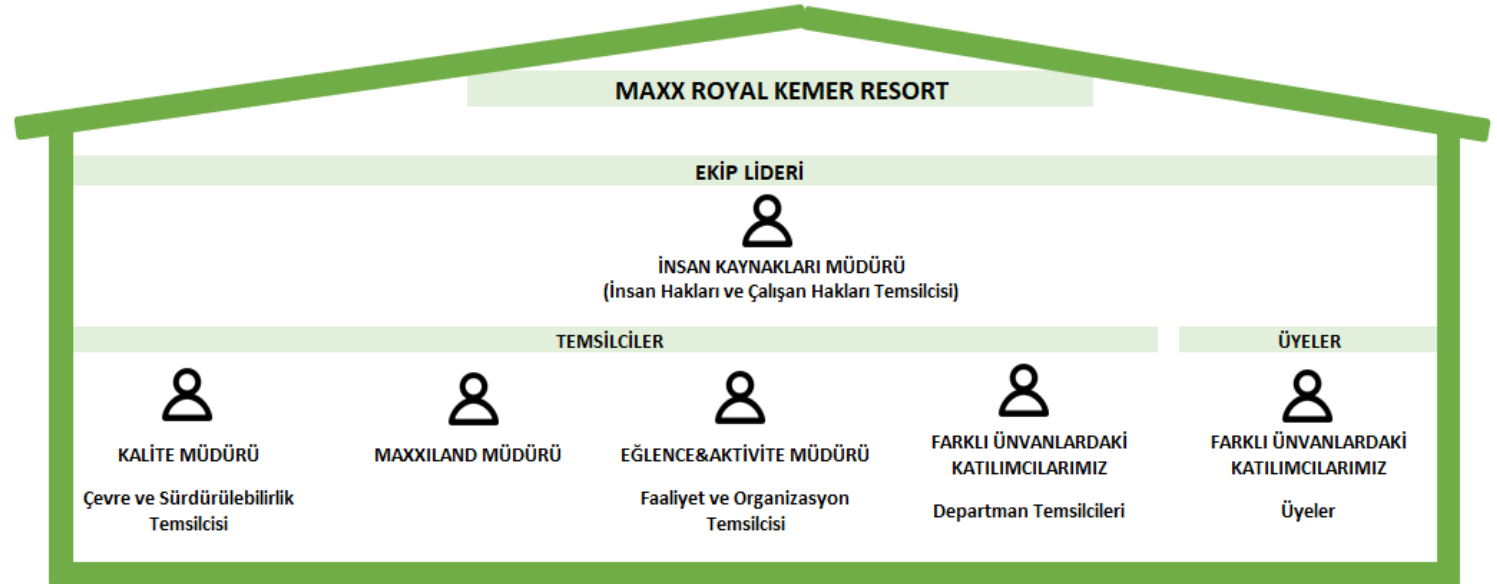 MAXX ROYAL KEMER RESORT
EKİP LİDERİ
İNSAN KAYNAKLARI MÜDÜRÜ
(İnsan Hakları ve Çalışan Hakları Temsilcisi)
TEMSİLCİLER
KALİTE MÜDÜRÜ
Çevre ve Sürdürülebilirlik
Temsilcisi
MAXXILAND MÜDÜRÜ
EĞLENCE&AKTİVİTE MÜDÜRÜ
Faaliyet ve Organizasyon
Temsilcisi
FARKLI ÜNVANLARDAKİ
KATILIMCILARIMIZ
Departman Temsilcileri
ÜYELER
FARKLI ÜNVANLARDAKİ
KATILIMCILARIMIZ
Üyeler